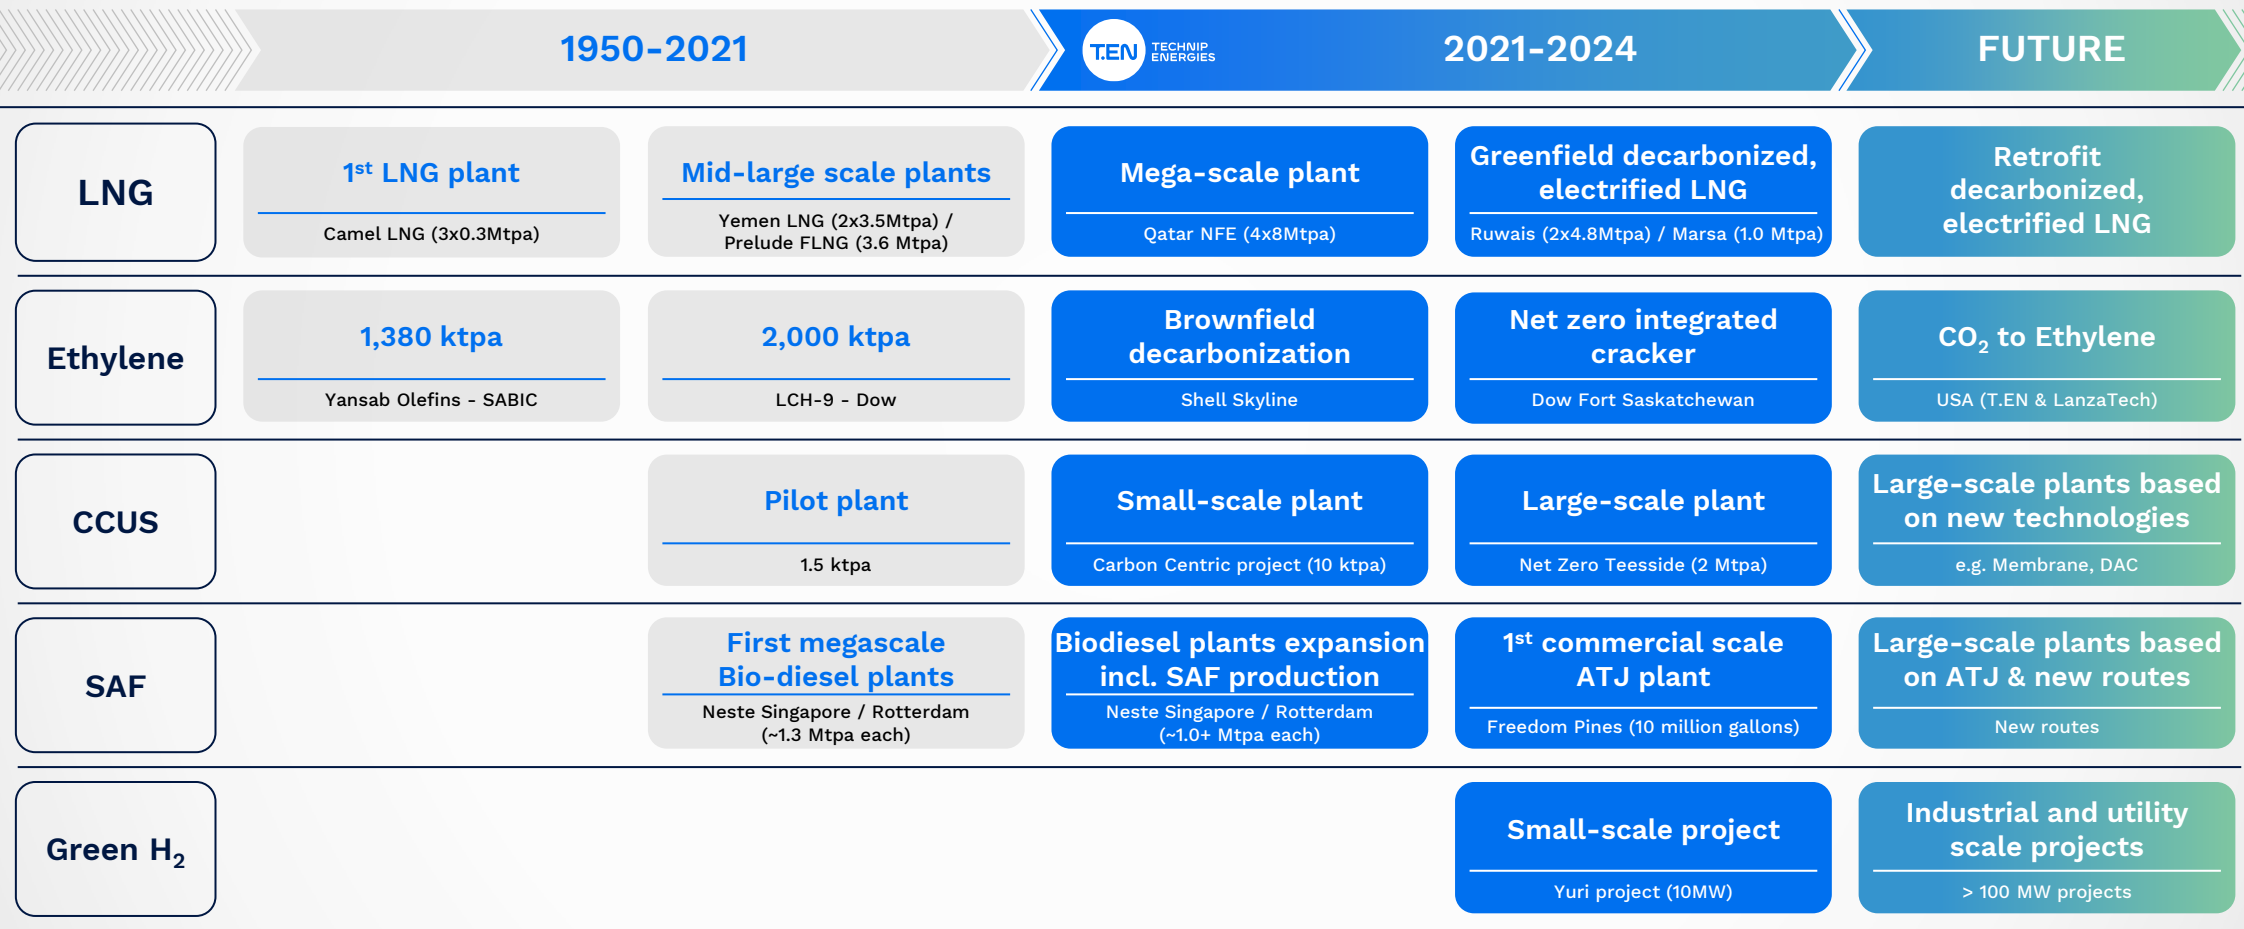 1950-2021
T.EN
TECHNIP
ENERGIES
2021-2024
FUTURE
LNG
1st LNG plant
Camel LNG (3x0.3Mtpa)
Mid-large scale plants
Yemen LNG (2x3.5Mtpa) /
Prelude FLNG (3.6 Mtpa)
Mega-scale plant
Qatar NFE (4x8Mtpa)
Greenfield decarbonized,
electrified LNG
Ruwais (2x4.8Mtpa) / Marsa (1.0 Mtpa)
Retrofit
decarbonized,
electrified LNG
Ethylene
1,380 ktpa
Yansab Olefins - SABIC
2,000 ktpa
LCH-9 - Dow
Brownfield
decarbonization
Shell Skyline
Net zero integrated
cracker
Dow Fort Saskatchewan
CO2 to Ethylene
USA (T.EN & LanzaTech)
CCUS
Pilot plant
1.5 ktpa
Small-scale plant
Carbon Centric project (10 ktpa)
Large-scale plant
Net Zero Teesside (2 Mtpa)
Large-scale plants based
on new technologies
e.g. Membrane, DAC
SAF
First megascale
Bio-diesel plants
Neste Singapore / Rotterdam
(~1.3 Mtpa each)
Biodiesel plants expansion
incl. SAF production
Neste Singapore / Rotterdam
(~1.0+ Mtpa each)
1st commercial scale
ATJ plant
Freedom Pines (10 million gallons)
Large-scale plants based
on ATJ & new routes
New routes
Green H2
Small-scale project
Yuri project (10MW)
Industrial and utility
scale projects
> 100 MW projects